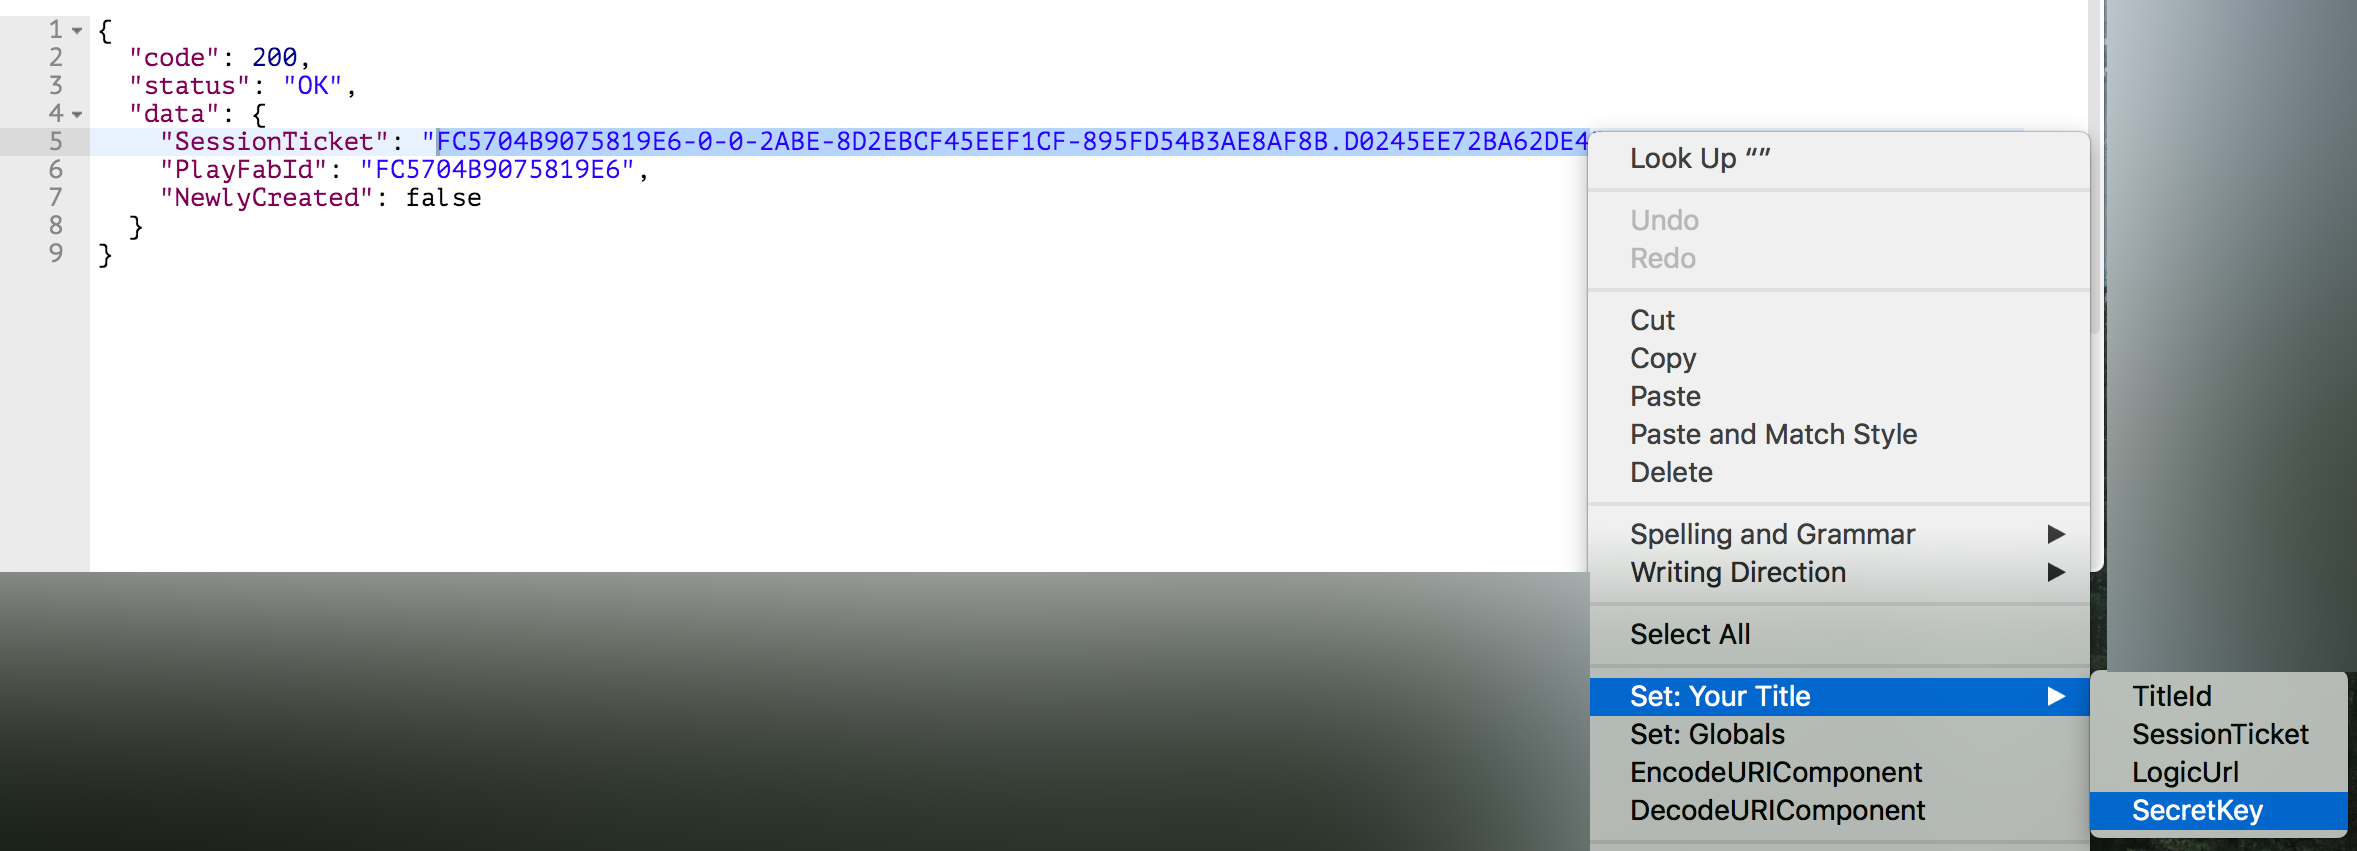 1 {
2 "code": 200,
3 "status": "OK",
4 "data": {
5 "SessionTicket": "FC5704B9075819E6-0-0-2ABE-8D2EBCF45EEF1CF-895FD54B3AE8AF8B.D0245EE72BA62DE4
6 "PlayFabId": "FC5704B9075819E6",
7 "NewlyCreated": false
8 }
9 }
Look Up “”
Undo
Redo
Cut
Copy
Paste
Paste and Match Style
Delete
Spelling and Grammar
Writing Direction
Select All
Set: Your Title
Set: Globals
EncodeURIComponent
DecodeURIComponent
TitleId
SessionTicket
LogicUrl
SecretKey